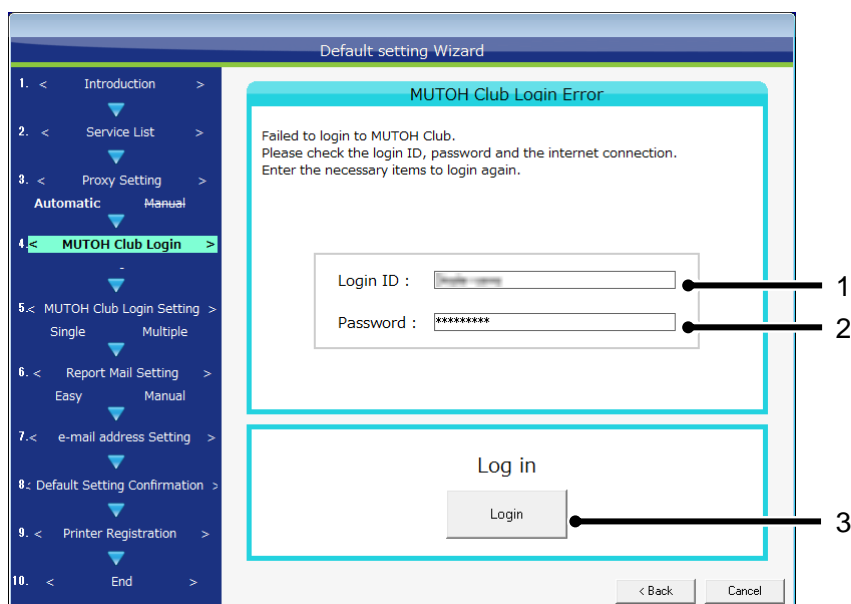 Default setting Wizard
1. < Introduction >
2. < Service List >
3. < Proxy Setting >
Automatic Manual
4.< MUTOH Club Login >
-
5.< MUTOH Club Login Setting >
Single Multiple
6. < Report Mail Setting >
Easy Manual
7.< e-mail address Setting >
8.< Default Setting Confirmation >
9. < Printer Registration >
10. < End >
MUTOH Club Login Error
Failed to login to MUTOH Club.
Please check the login ID, password and the internet connection.
Enter the necessary items to login again.
Login ID : 1
Password : ********* 2
Log in
Login 3
< Back Cancel